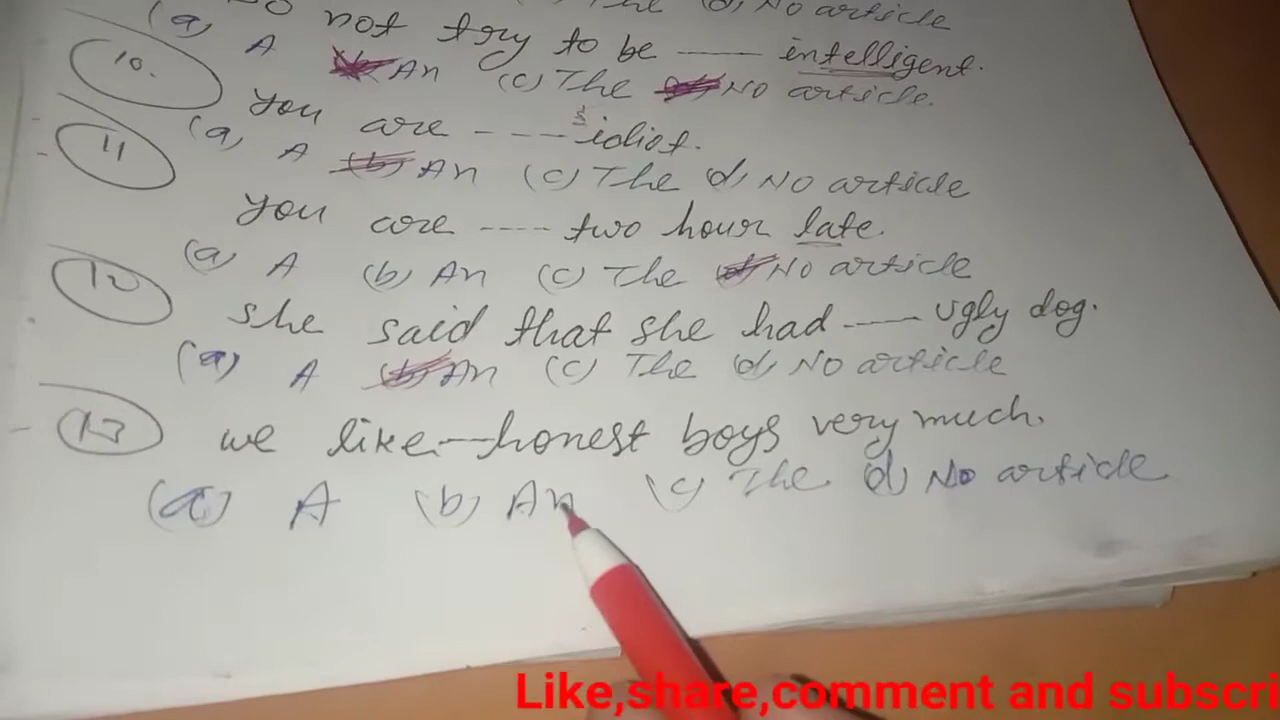 not try to be ---- intelligent.
(a) A (b) An (c) The (d) No article.
10.
You are ---- idiot.
(a) A (b) An (c) The d) No article
11
You are ---- two hour late.
(a) A (b) An (c) The (d) No article
12
She said that she had ---- ugly dog.
(a) A (b) An (c) The d) No article
13
we like ---- honest boys very much.
(a) A (b) An (c) The d) No article
Like,share,comment and subscri